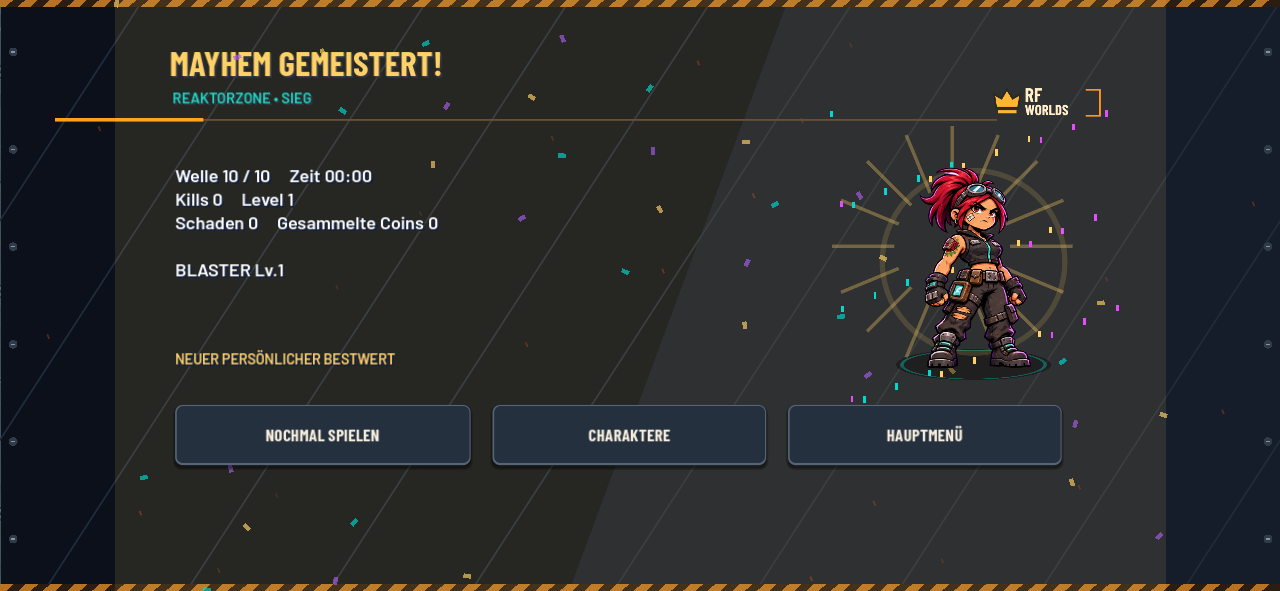 MAYHEM GEMEISTERT!
REAKTORZONE • SIEG
RF
WORLDS
Welle 10 / 10 Zeit 00:00
Kills 0 Level 1
Schaden 0 Gesammelte Coins 0
BLASTER Lv.1
NEUER PERSÖNLICHER BESTWERT
NOCHMAL SPIELEN
CHARAKTERE
HAUPTMENÜ